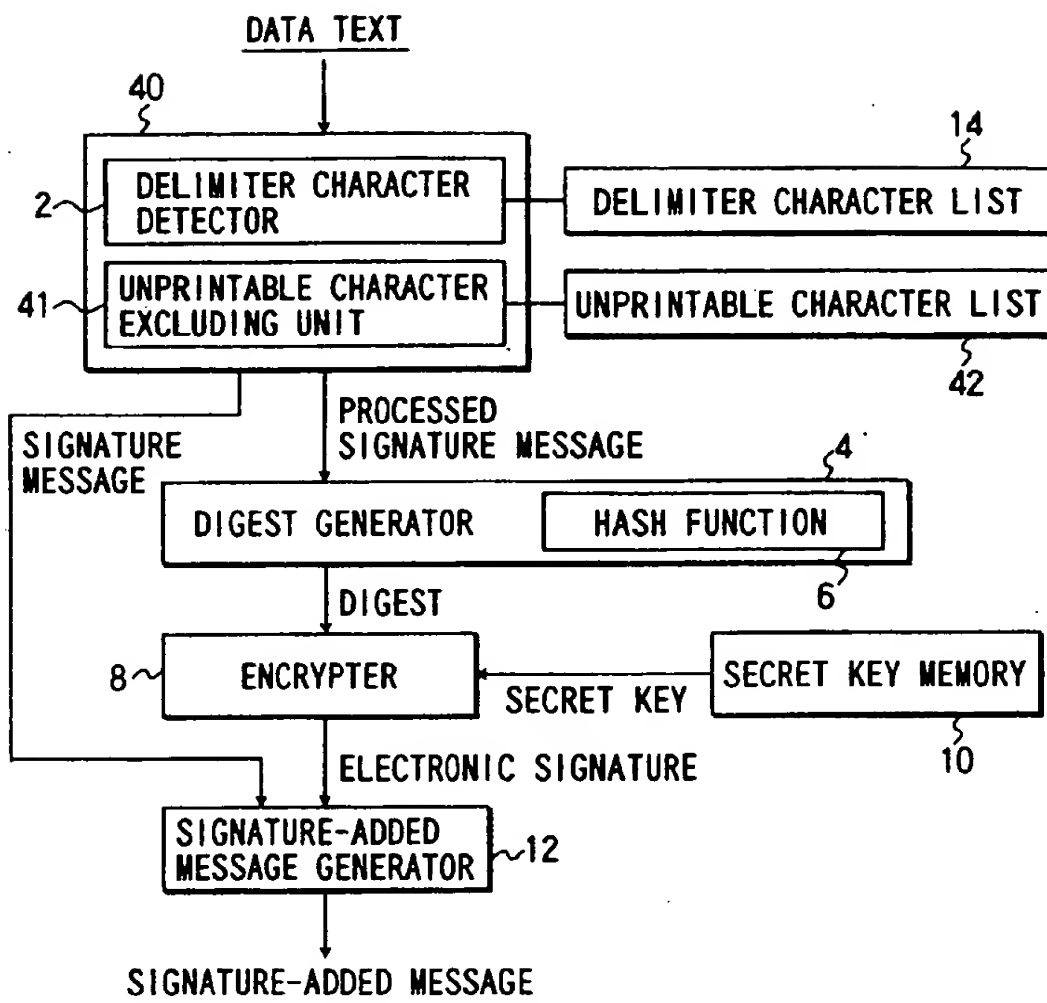 DATA TEXT
40
14
2
DELIMITER CHARACTER
DETECTOR
DELIMITER CHARACTER LIST
41
UNPRINTABLE CHARACTER
EXCLUDING UNIT
UNPRINTABLE CHARACTER LIST
42
SIGNATURE
MESSAGE
PROCESSED
SIGNATURE MESSAGE
4
DIGEST GENERATOR
HASH FUNCTION
6
DIGEST
8
ENCRYPTER
SECRET KEY
SECRET KEY MEMORY
10
ELECTRONIC SIGNATURE
SIGNATURE-ADDED
MESSAGE GENERATOR
12
SIGNATURE-ADDED MESSAGE